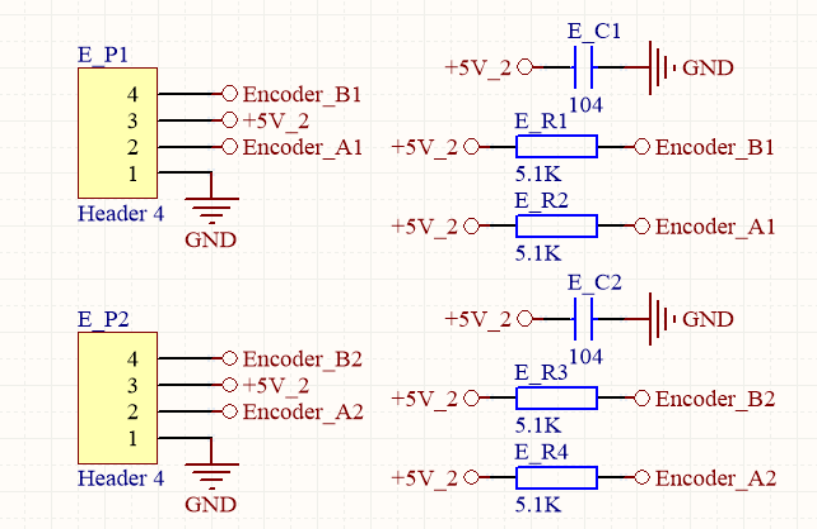 E_P1
4 Encoder_B1
3 +5V_2
2 Encoder_A1
1
Header 4
GND
E_C1
+5V_2 GND
104
E_R1
+5V_2 Encoder_B1
5.1K
E_R2
+5V_2 Encoder_A1
5.1K
E_P2
4 Encoder_B2
3 +5V_2
2 Encoder_A2
1
Header 4
GND
E_C2
+5V_2 GND
104
E_R3
+5V_2 Encoder_B2
5.1K
E_R4
+5V_2 Encoder_A2
5.1K